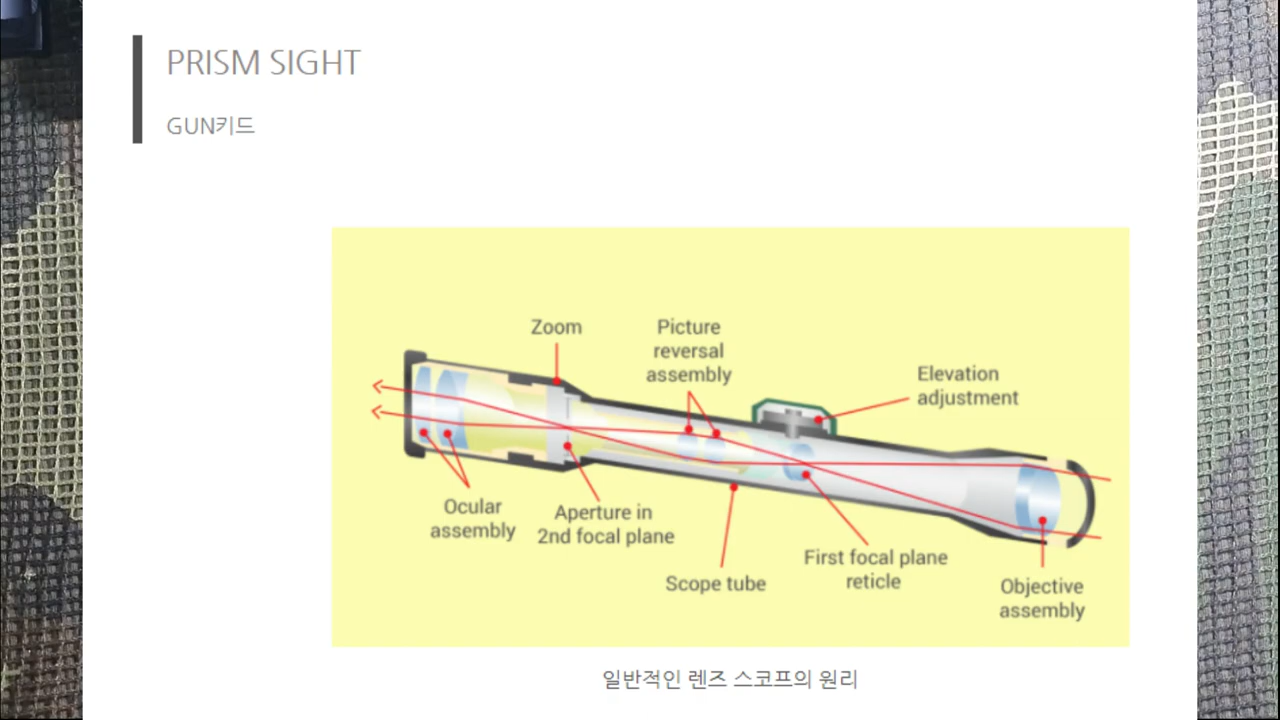 PRISM SIGHT
GUN키드
Zoom
Picture
reversal
assembly
Elevation
adjustment
Ocular
assembly
Aperture in
2nd focal plane
Scope tube
First focal plane
reticle
Objective
assembly
일반적인 렌즈 스코프의 원리